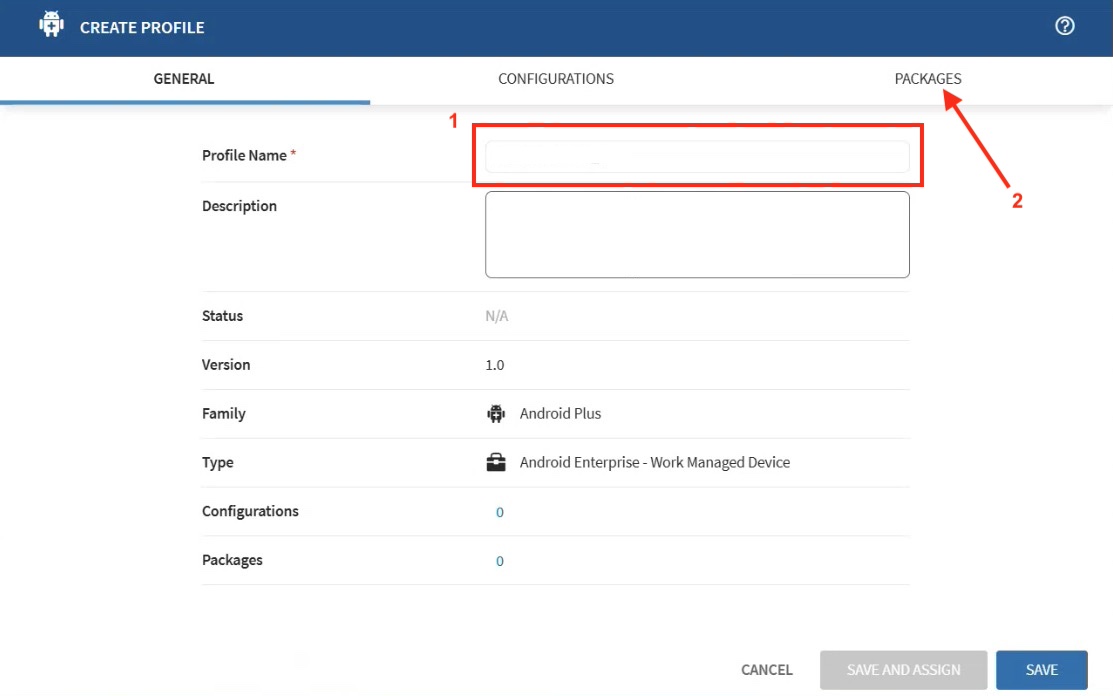 CREATE PROFILE
GENERAL CONFIGURATIONS PACKAGES
1
Profile Name *
2
Description
Status N/A
Version 1.0
Family Android Plus
Type Android Enterprise - Work Managed Device
Configurations 0
Packages 0
CANCEL SAVE AND ASSIGN SAVE